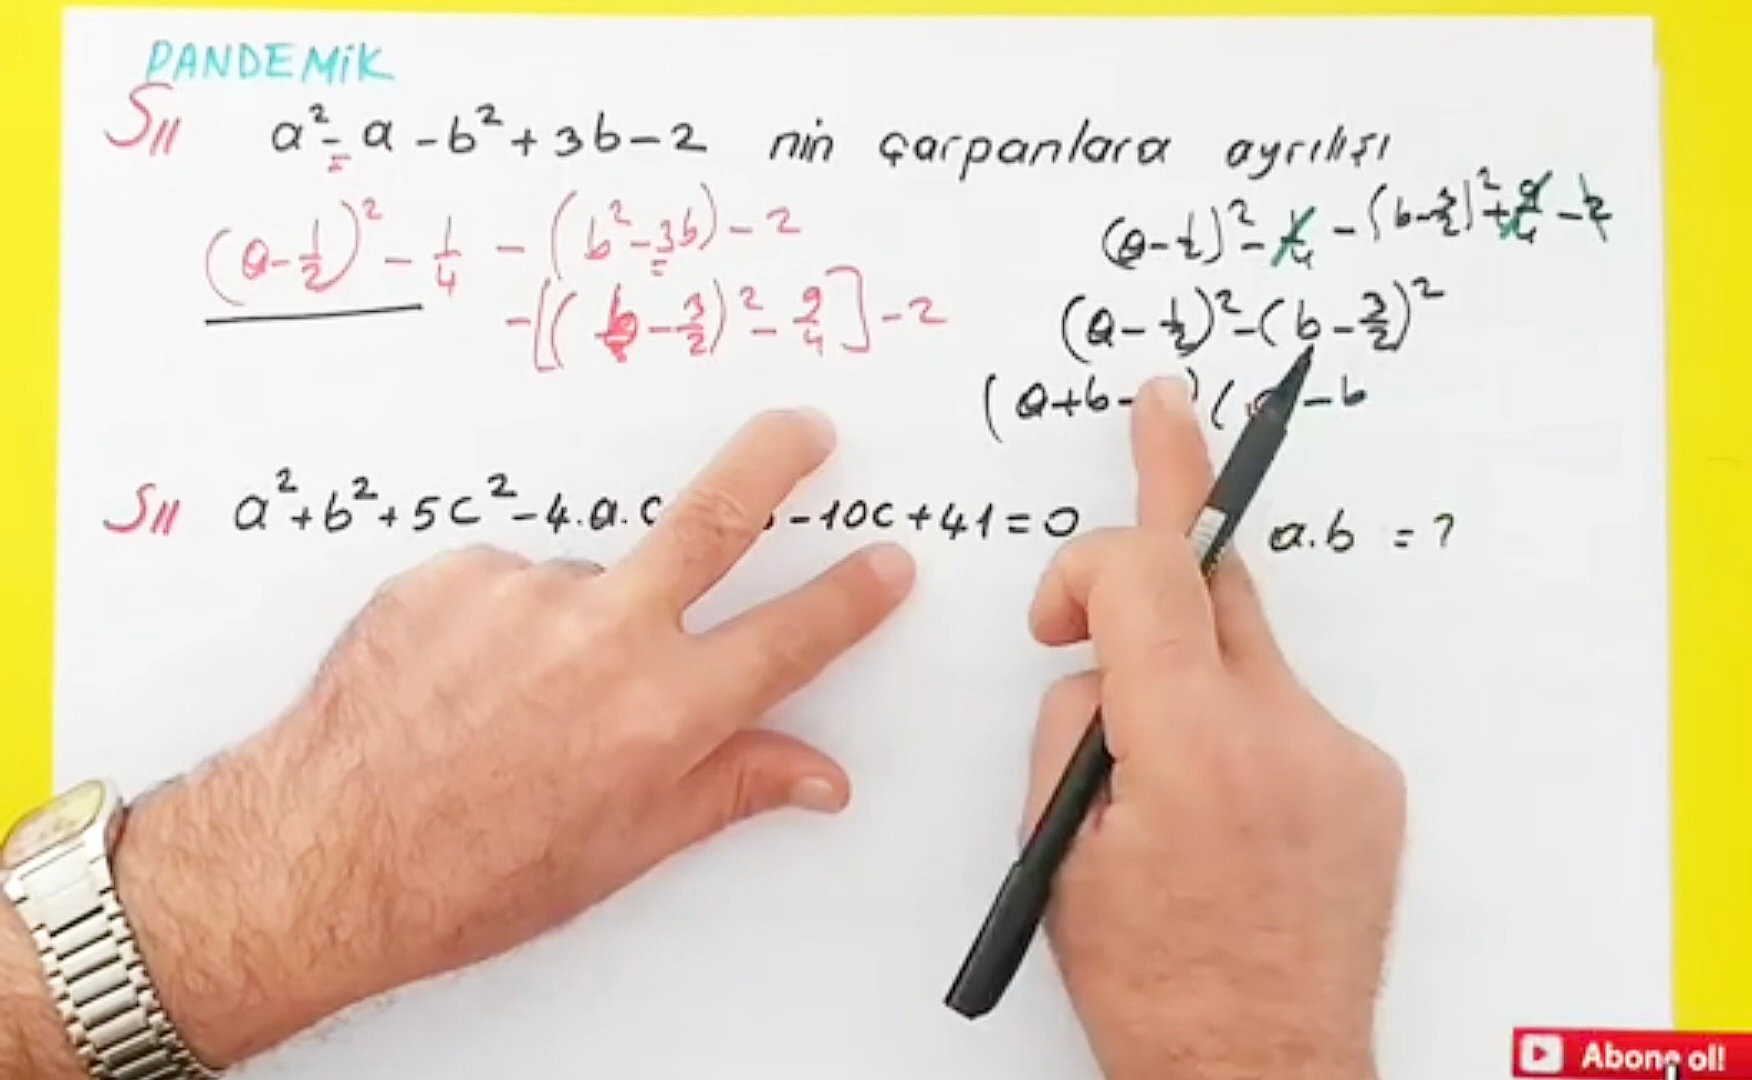 PANDEMİK
S// a² - a - b² + 3b - 2 nin çarpanlara ayrılışı
(a - 1/2)² - 1/4 - (b² - 3b) - 2
- [(b - 3/2)² - 9/4] - 2
(a - 1/2)² - 1/4 - (b - 3/2)² + 9/4 - 2
(a - 1/2)² - (b - 3/2)²
(a + b - ) ( - b
S// a² + b² + 5c² - 4.a.c - 10c + 41 = 0 a.b = ?
Abone ol!